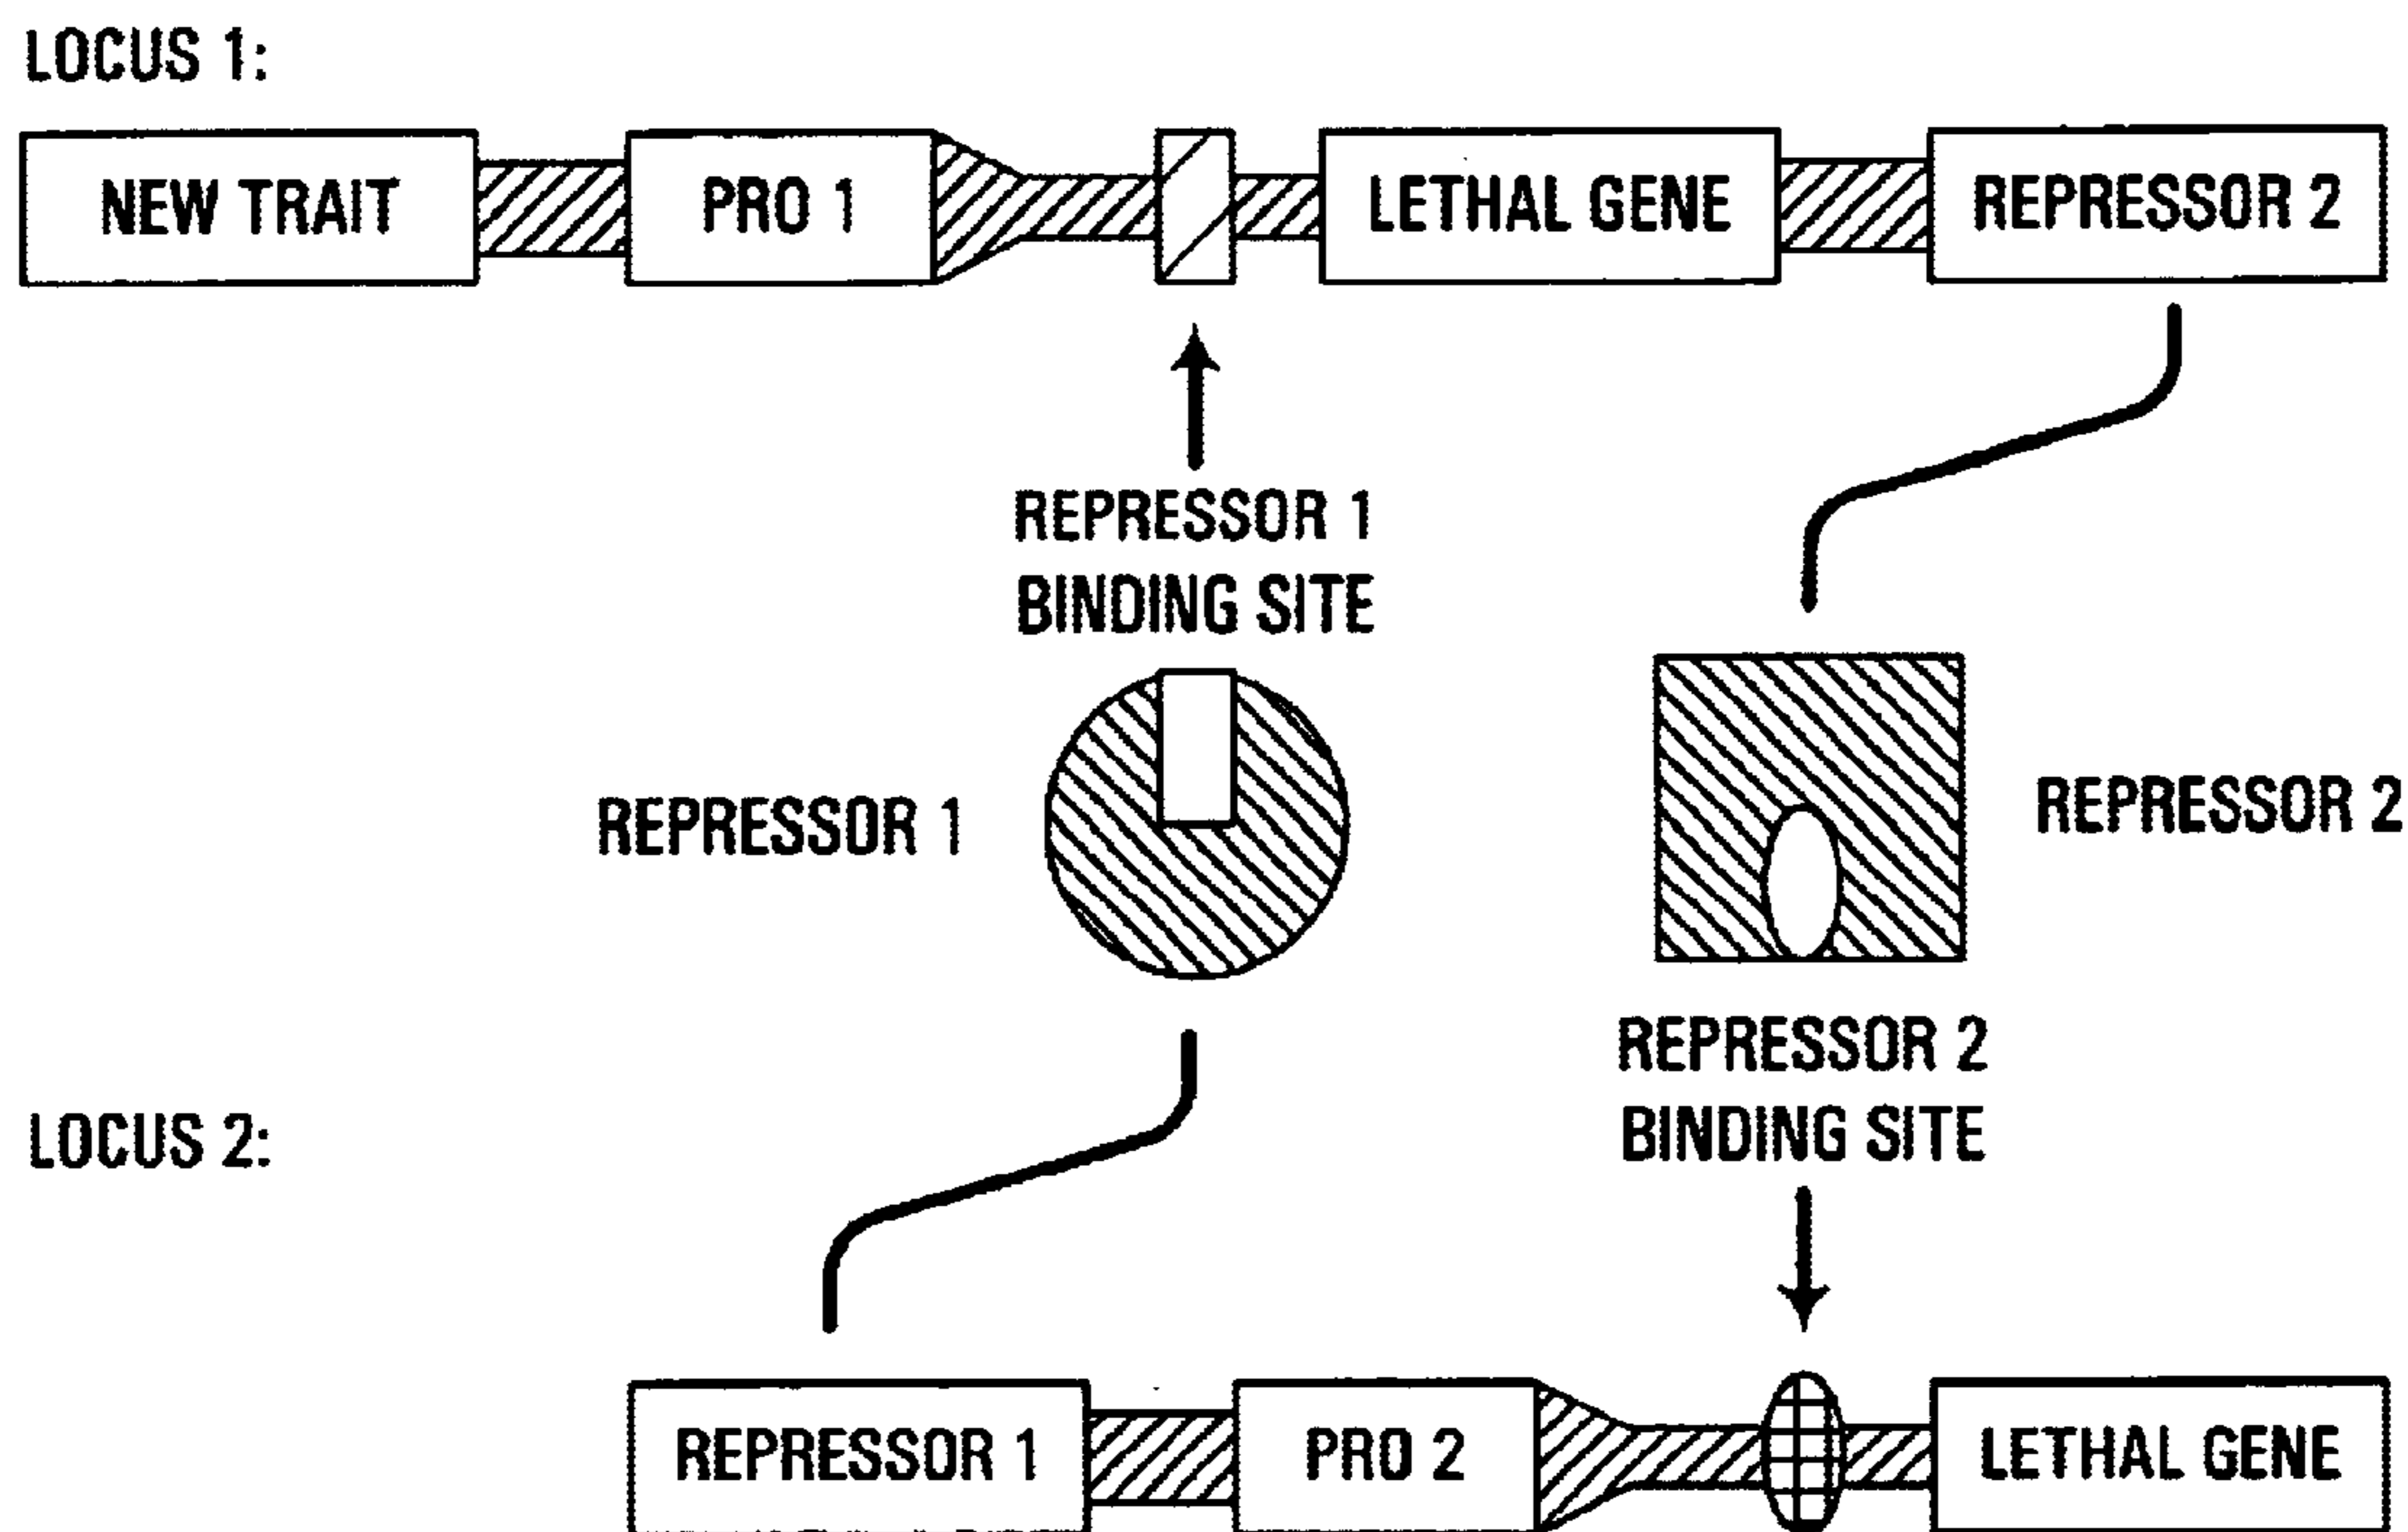 LOCUS 1:
NEW TRAIT PRO 1 LETHAL GENE REPRESSOR 2
REPRESSOR 1
BINDING SITE
REPRESSOR 1
REPRESSOR 2
REPRESSOR 2
BINDING SITE
LOCUS 2:
REPRESSOR 1 PRO 2 LETHAL GENE